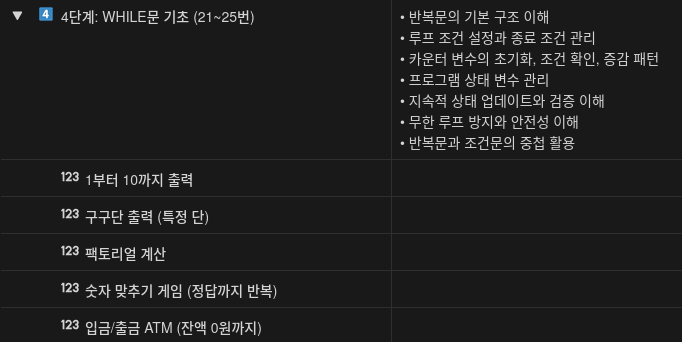 ▼ 4 4단계: WHILE문 기초 (21~25번)
• 반복문의 기본 구조 이해
• 루프 조건 설정과 종료 조건 관리
• 카운터 변수의 초기화, 조건 확인, 증감 패턴
• 프로그램 상태 변수 관리
• 지속적 상태 업데이트와 검증 이해
• 무한 루프 방지와 안전성 이해
• 반복문과 조건문의 중첩 활용
123 1부터 10까지 출력
123 구구단 출력 (특정 단)
123 팩토리얼 계산
123 숫자 맞추기 게임 (정답까지 반복)
123 입금/출금 ATM (잔액 0원까지)